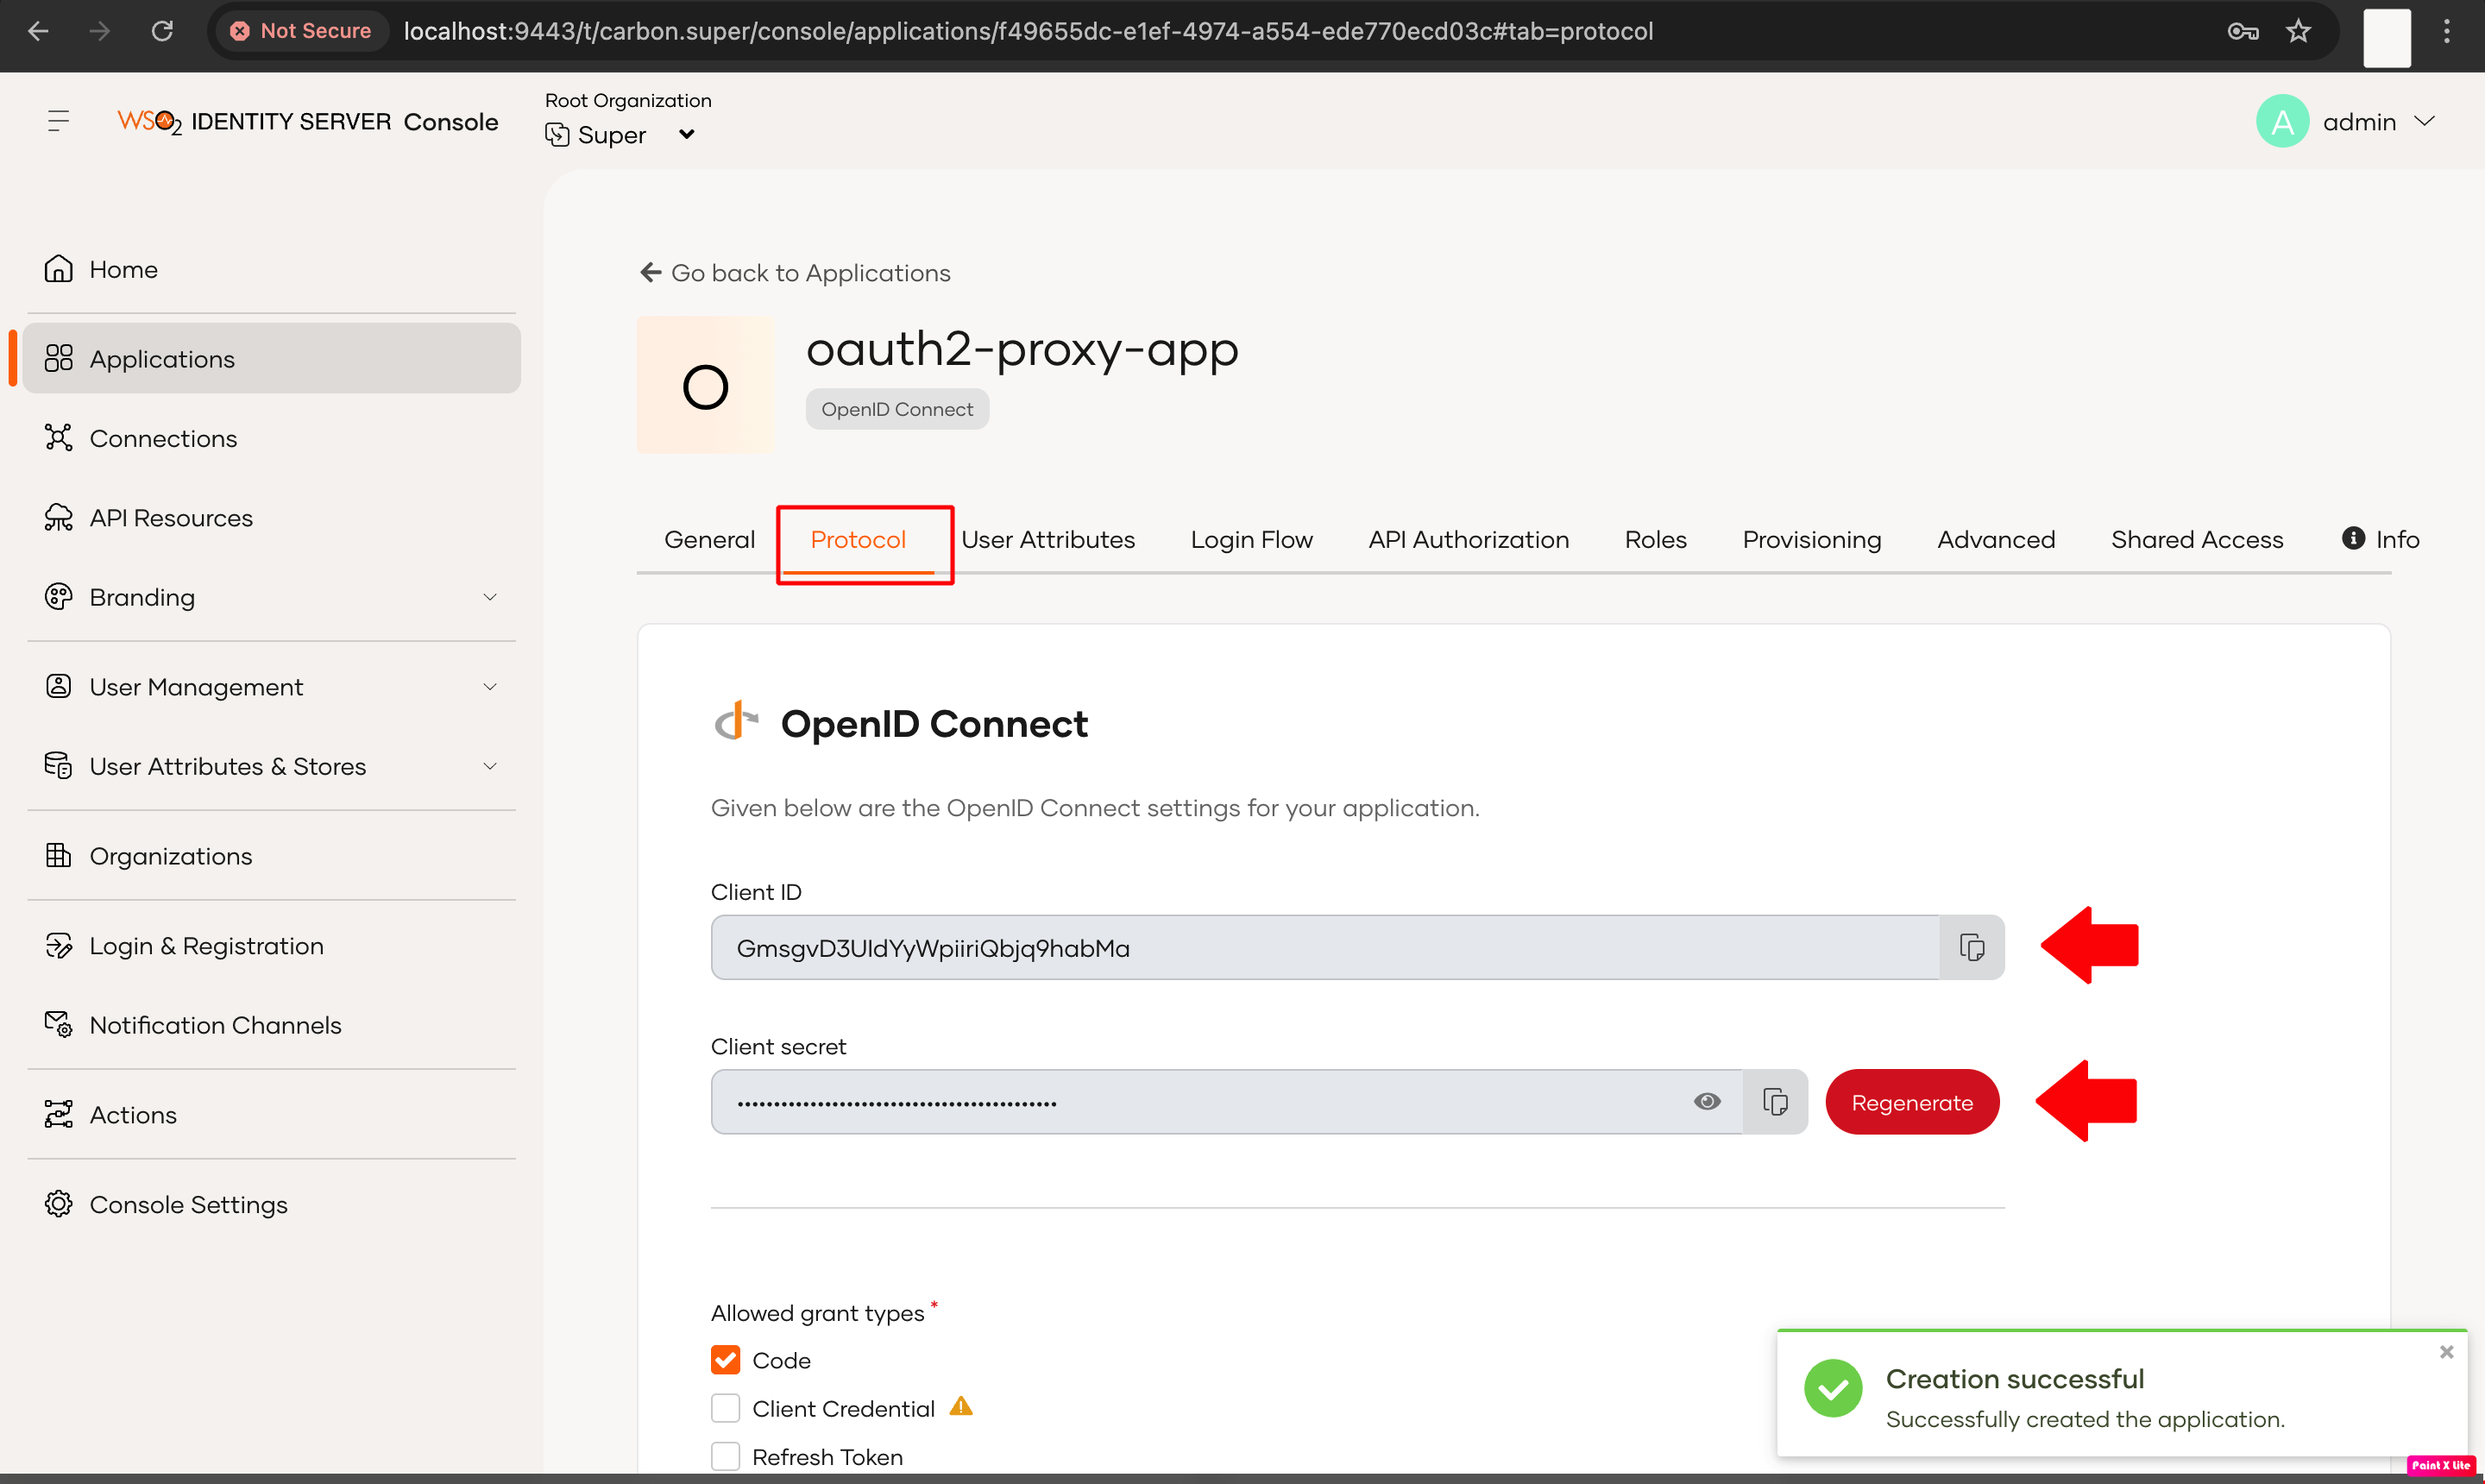 Not Secure
localhost:9443/t/carbon.super/console/applications/f49655dc-e1ef-4974-a554-ede770ecd03c#tab=protocol
WSO2 IDENTITY SERVER Console
Root Organization
Super
A
admin
Home
Applications
Connections
API Resources
Branding
User Management
User Attributes & Stores
Organizations
Login & Registration
Notification Channels
Actions
Console Settings
Go back to Applications
O
oauth2-proxy-app
OpenID Connect
General Protocol User Attributes Login Flow API Authorization Roles Provisioning Advanced Shared Access Info
OpenID Connect
Given below are the OpenID Connect settings for your application.
Client ID
GmsgvD3UIdYyWpiiriQbjq9habMa
Client secret
Regenerate
Allowed grant types *
Code
Client Credential
Refresh Token
Creation successful
Successfully created the application.
Paint X Lite